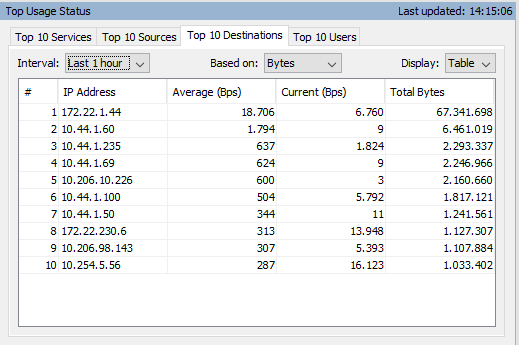 Top Usage Status Last updated: 14:15:06
Top 10 Services Top 10 Sources Top 10 Destinations Top 10 Users
Interval: Last 1 hour Based on: Bytes Display: Table
# IP Address Average (Bps) Current (Bps) Total Bytes
1 172.22.1.44 18.706 6.760 67.341.698
2 10.44.1.60 1.794 9 6.461.019
3 10.44.1.235 637 1.824 2.293.337
4 10.44.1.69 624 9 2.246.966
5 10.206.10.226 600 3 2.160.660
6 10.44.1.100 504 5.792 1.817.121
7 10.44.1.50 344 11 1.241.561
8 172.22.230.6 313 13.948 1.127.307
9 10.206.98.143 307 5.393 1.107.884
10 10.254.5.56 287 16.123 1.033.402